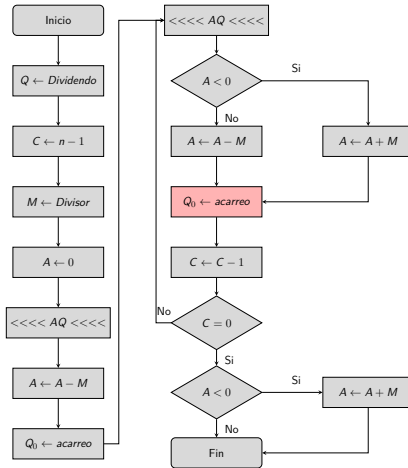 Inicio
Q ← Dividendo
C ← n − 1
M ← Divisor
A ← 0
<<<< AQ <<<<
A ← A − M
Q₀ ← acarreo
<<<< AQ <<<<
A < 0
Si
No
A ← A − M
A ← A + M
Q₀ ← acarreo
C ← C − 1
C = 0
No
Si
A < 0
Si
A ← A + M
No
Fin